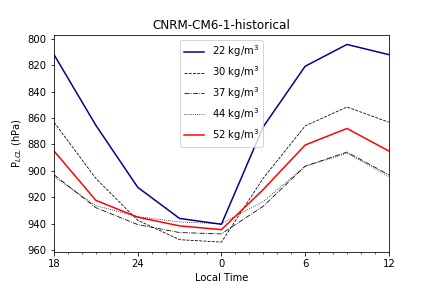 CNRM-CM6-1-historical
22 kg/m³
30 kg/m³
37 kg/m³
44 kg/m³
52 kg/m³
P_LCL (hPa)
800
820
840
860
880
900
920
940
960
18 24 0 6 12
Local Time